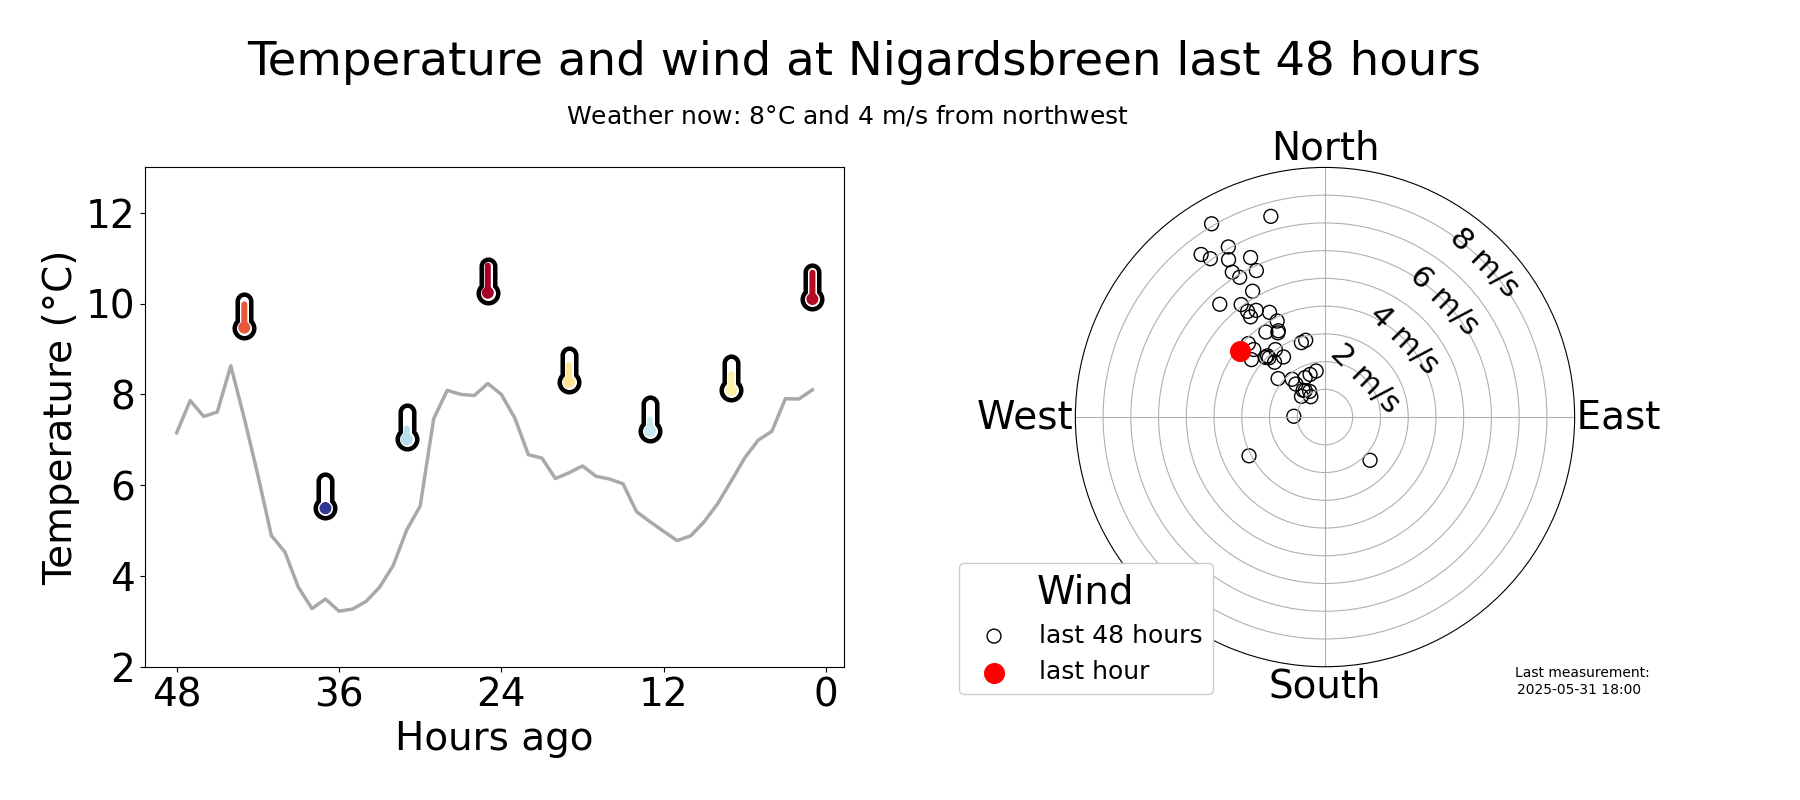 Temperature and wind at Nigardsbreen last 48 hours
Weather now: 8°C and 4 m/s from northwest
Temperature (°C)
12
10
8
6
4
2
48
36
24
12
0
Hours ago
North
West
East
South
8 m/s
6 m/s
4 m/s
2 m/s
Wind
last 48 hours
last hour
Last measurement:
2025-05-31 18:00